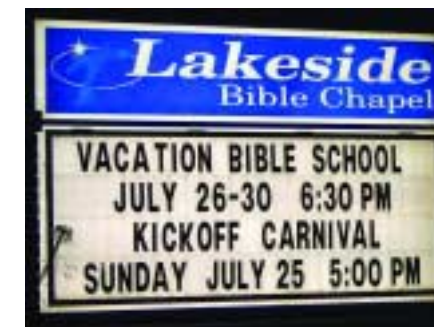 Lakeside
Bible Chapel
VACATION BIBLE SCHOOL
JULY 26-30 6:30 PM
KICKOFF CARNIVAL
SUNDAY JULY 25 5:00 PM